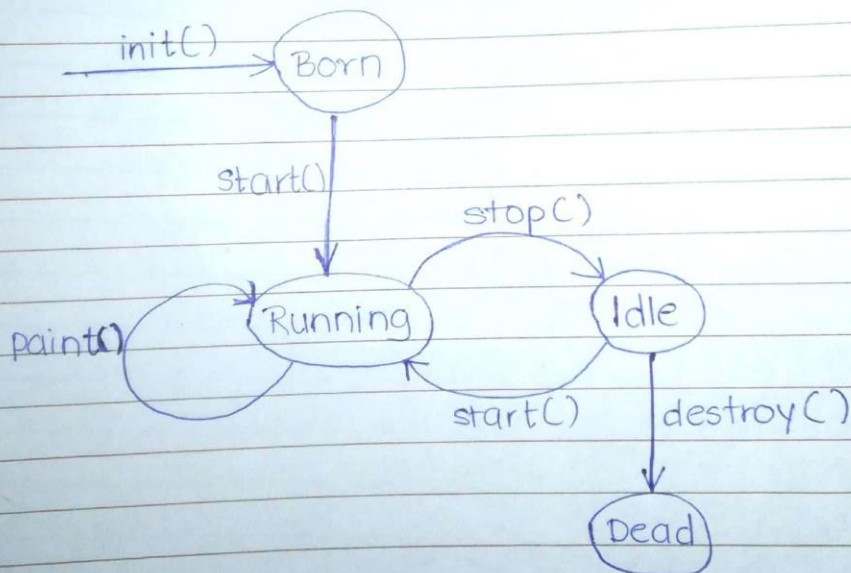 init()
Born
start()
stop()
Running
Idle
paint()
start()
destroy()
Dead